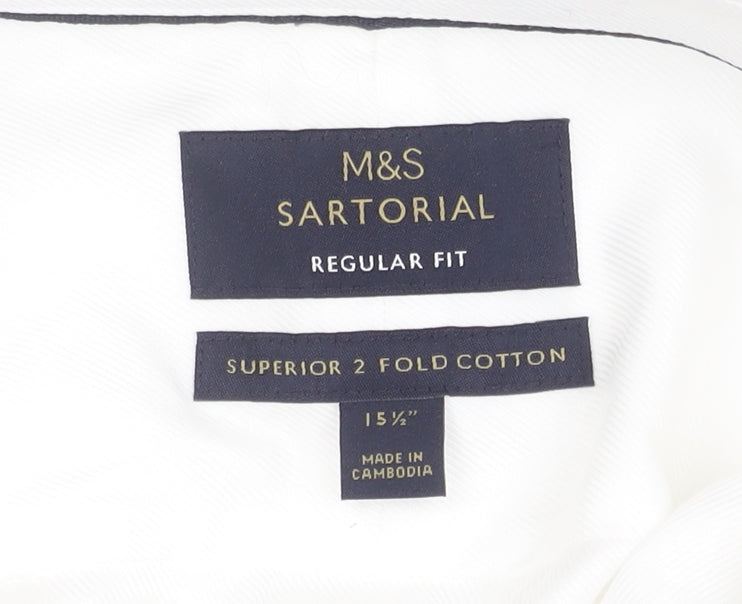 M&S
SARTORIAL
REGULAR FIT
SUPERIOR 2 FOLD COTTON
15½"
MADE IN
CAMBODIA